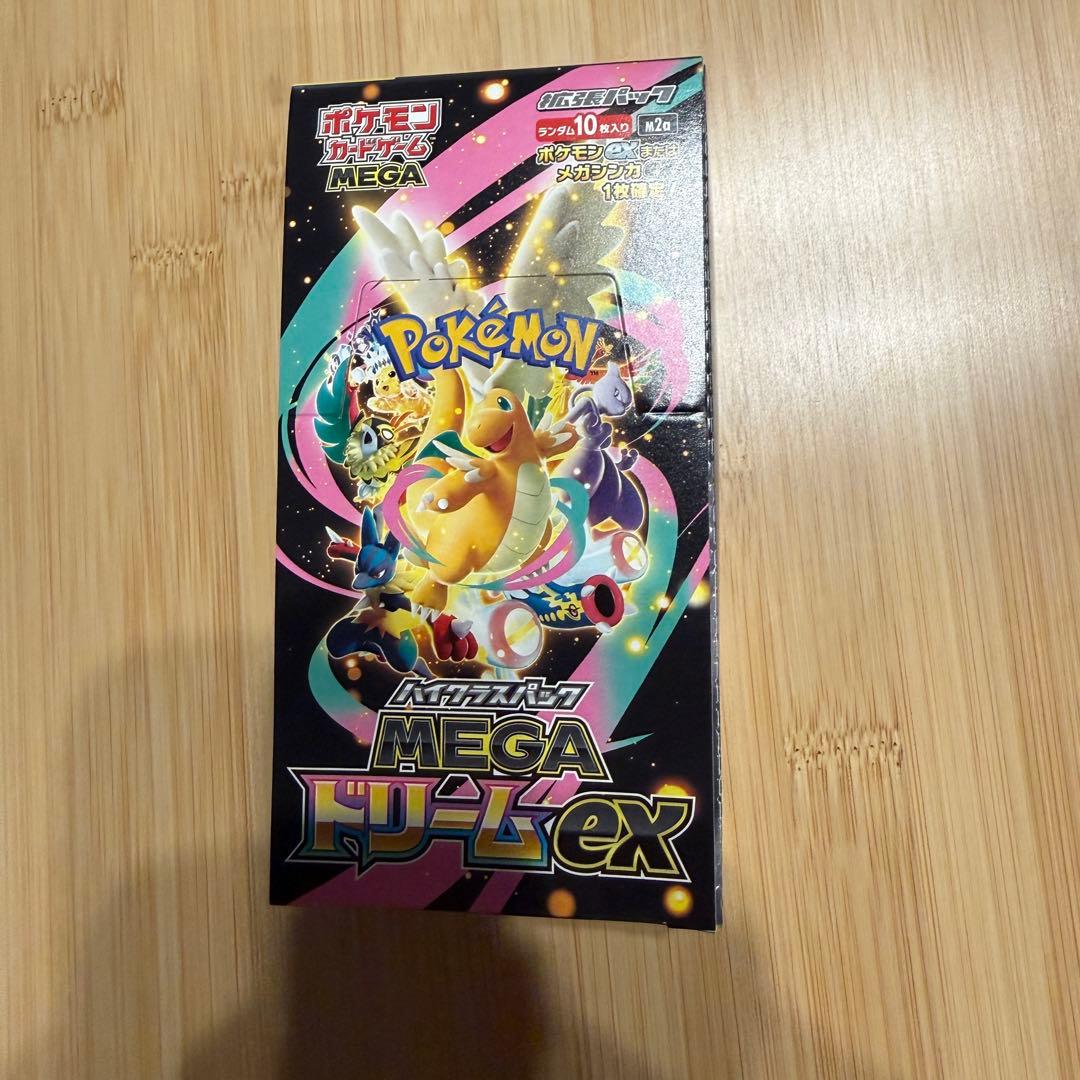 ポケモン
カードゲーム
MEGA
拡張パック
ランダム10枚入り M2a
ポケモンexまたは
メガシンカ
1枚確定!
POKÉMON
TM
ハイクラスパック
MEGA
ドリームex